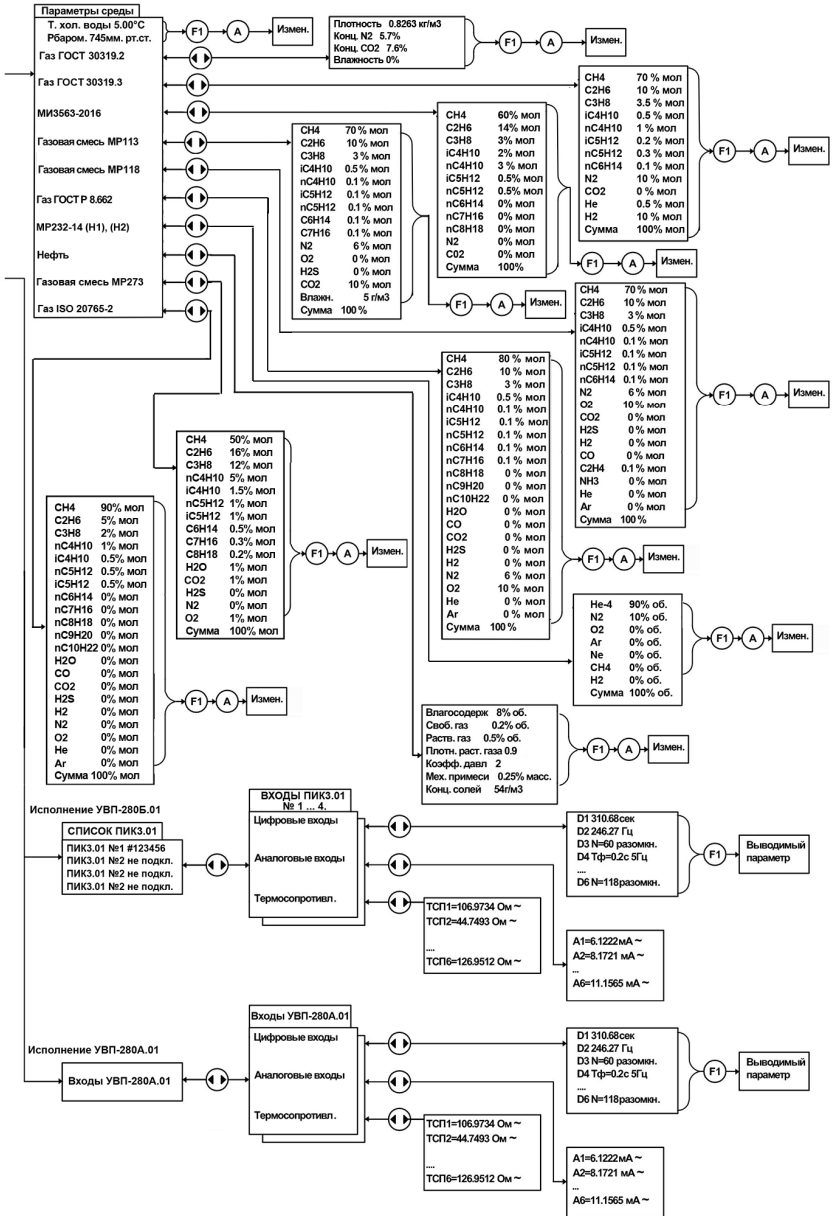 Параметры среды
Т. хол. воды 5.00°С
Рбаром. 745мм. рт.ст.
F1
A
Измен.
Газ ГОСТ 30319.2
Газ ГОСТ 30319.3
МИ3563-2016
Газовая смесь МР113
Газовая смесь МР118
Газ ГОСТ Р 8.662
МР232-14 (Н1), (Н2)
Нефть
Газовая смесь МР273
Газ ISO 20765-2
Плотность 0.8263 кг/м3
Конц. N2 5.7%
Конц. СО2 7.6%
Влажность 0%
F1
A
Измен.
CH4 70 % мол
C2H6 10 % мол
C3H8 3.5 % мол
iC4H10 0.5 % мол
nC4H10 1 % мол
iC5H12 0.2 % мол
nC5H12 0.3 % мол
nC6H14 0.1 % мол
N2 10 % мол
CO2 0 % мол
He 0.5 % мол
H2 10 % мол
Сумма 100% мол
F1
A
Измен.
CH4 60% мол
C2H6 14% мол
C3H8 3% мол
iC4H10 2% мол
nC4H10 3 % мол
iC5H12 0.5% мол
nC5H12 0.5% мол
nC6H14 0% мол
nC7H16 0% мол
nC8H18 0% мол
N2 0% мол
C02 0% мол
Сумма 100%
F1
A
Измен.
CH4 70% мол
C2H6 10% мол
C3H8 3 % мол
iC4H10 0.5% мол
nC4H10 0.1 % мол
iC5H12 0.1 % мол
nC5H12 0.1 % мол
C6H14 0.1 % мол
C7H16 0.1 % мол
N2 6 % мол
O2 0 % мол
H2S 0 % мол
CO2 10 % мол
Влажн. 5 г/м3
Сумма 100 %
F1
A
Измен.
CH4 70 % мол
C2H6 10 % мол
C3H8 3 % мол
iC4H10 0.5 % мол
nC4H10 0.1 % мол
iC5H12 0.1 % мол
nC5H12 0.1 % мол
nC6H14 0.1 % мол
N2 6 % мол
O2 10 % мол
CO2 0 % мол
H2S 0 % мол
H2 0 % мол
CO 0 % мол
C2H4 0.1 % мол
NH3 0 % мол
He 0 % мол
Ar 0 % мол
Сумма 100 %
F1
A
Измен.
CH4 80 % мол
C2H6 10 % мол
C3H8 3 % мол
iC4H10 0.5 % мол
nC4H10 0.1 % мол
iC5H12 0.1 % мол
nC5H12 0.1 % мол
nC6H14 0.1 % мол
nC7H16 0.1 % мол
nC8H18 0 % мол
nC9H20 0 % мол
nC10H22 0 % мол
H2O 0 % мол
CO 0 % мол
CO2 0 % мол
H2S 0 % мол
H2 0 % мол
N2 6 % мол
O2 10 % мол
He 0 % мол
Ar 0 % мол
Сумма 100 %
F1
A
Измен.
CH4 50% мол
C2H6 16% мол
C3H8 12% мол
nC4H10 5% мол
iC4H10 1.5% мол
nC5H12 1% мол
iC5H12 1% мол
C6H14 0.5% мол
C7H16 0.3% мол
C8H18 0.2% мол
H2O 1% мол
CO2 1% мол
H2S 0% мол
N2 0% мол
O2 1% мол
Сумма 100% мол
F1
A
Измен.
CH4 90% мол
C2H6 5% мол
C3H8 2% мол
nC4H10 1% мол
iC4H10 0.5% мол
nC5H12 0.5% мол
iC5H12 0.5% мол
nC6H14 0% мол
nC7H16 0% мол
nC8H18 0% мол
nC9H20 0% мол
nC10H22 0% мол
H2O 0% мол
CO 0% мол
CO2 0% мол
H2S 0% мол
H2 0% мол
N2 0% мол
O2 0% мол
He 0% мол
Ar 0% мол
Сумма 100% мол
F1
A
Измен.
He-4 90% об.
N2 10% об.
O2 0% об.
Ar 0% об.
Ne 0% об.
CH4 0% об.
H2 0% об.
Сумма 100% об.
F1
A
Измен.
Влагосодерж 8% об.
Своб. газ 0.2% об.
Раств. газ 0.5% об.
Плотн. раст. газа 0.9
Коэфф. давл 2
Мех. примеси 0.25% масс.
Конц. солей 54г/м3
F1
A
Измен.
Исполнение УВП-280Б.01
СПИСОК ПИК3.01
ПИК3.01 №1 #123456
ПИК3.01 №2 не подкл.
ПИК3.01 №2 не подкл.
ПИК3.01 №2 не подкл.
ВХОДЫ ПИК3.01
№ 1 ... 4.
Цифровые входы
Аналоговые входы
Термосопротивл.
D1 310.68сек
D2 246.27 Гц
D3 N=60 разомкн.
D4 Тф=0.2с 5Гц
....
D6 N=118разомкн.
F1
Выводимый
параметр
ТСП1=106.9734 Ом ~
ТСП2=44.7493 Ом ~
....
ТСП6=126.9512 Ом ~
А1=6.1222мА ~
А2=8.1721 мА ~
...
А6=11.1565 мА ~
Исполнение УВП-280А.01
Входы УВП-280А.01
Входы УВП-280А.01
Цифровые входы
Аналоговые входы
Термосопротивл.
D1 310.68сек
D2 246.27 Гц
D3 N=60 разомкн.
D4 Тф=0.2с 5Гц
....
D6 N=118разомкн.
F1
Выводимый
параметр
ТСП1=106.9734 Ом ~
ТСП2=44.7493 Ом ~
....
ТСП6=126.9512 Ом ~
А1=6.1222мА ~
А2=8.1721 мА ~
...
А6=11.1565 мА ~